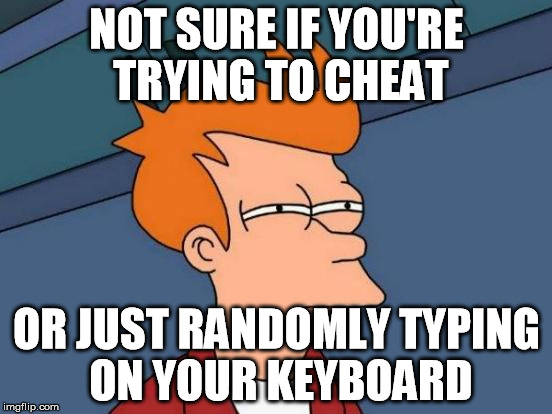 NOT SURE IF YOU'RE
TRYING TO CHEAT
OR JUST RANDOMLY TYPING
ON YOUR KEYBOARD
imgflip.com